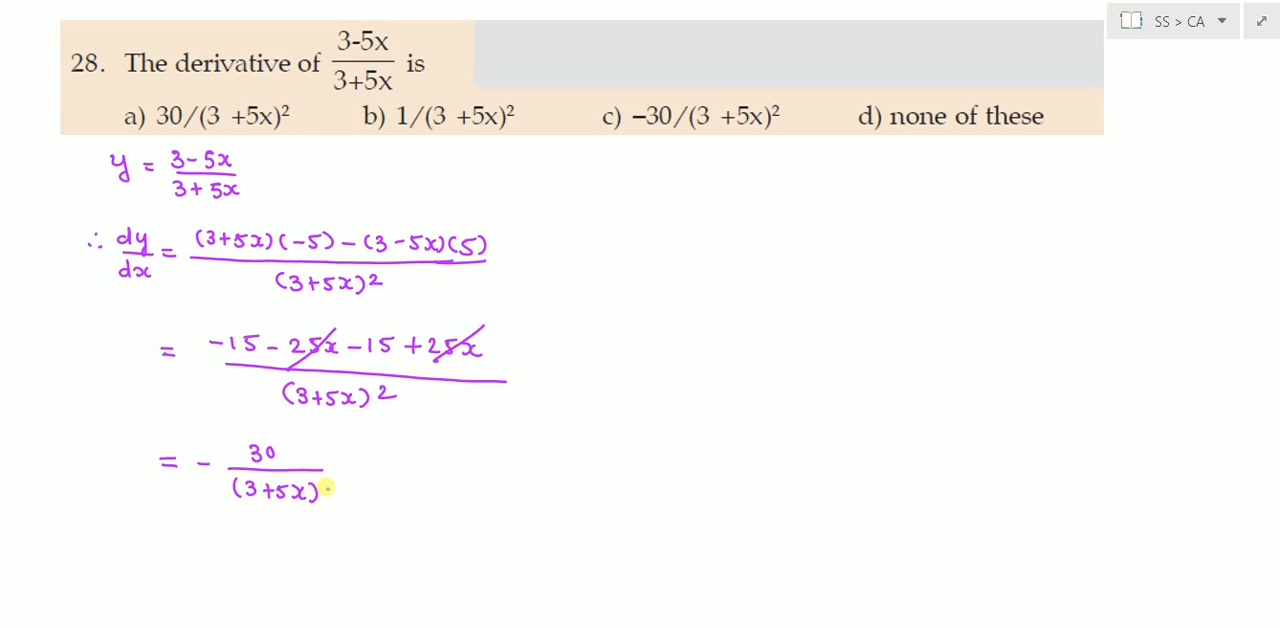 SS > CA
28. The derivative of 3-5x/3+5x is
a) 30/(3 +5x)² b) 1/(3 +5x)² c) –30/(3 +5x)² d) none of these
y = 3-5x/3+5x
∴ dy/dx = (3+5x)(-5)-(3-5x)(5)/(3+5x)²
= -15-25x-15+25x/(3+5x)²
= - 30/(3+5x)